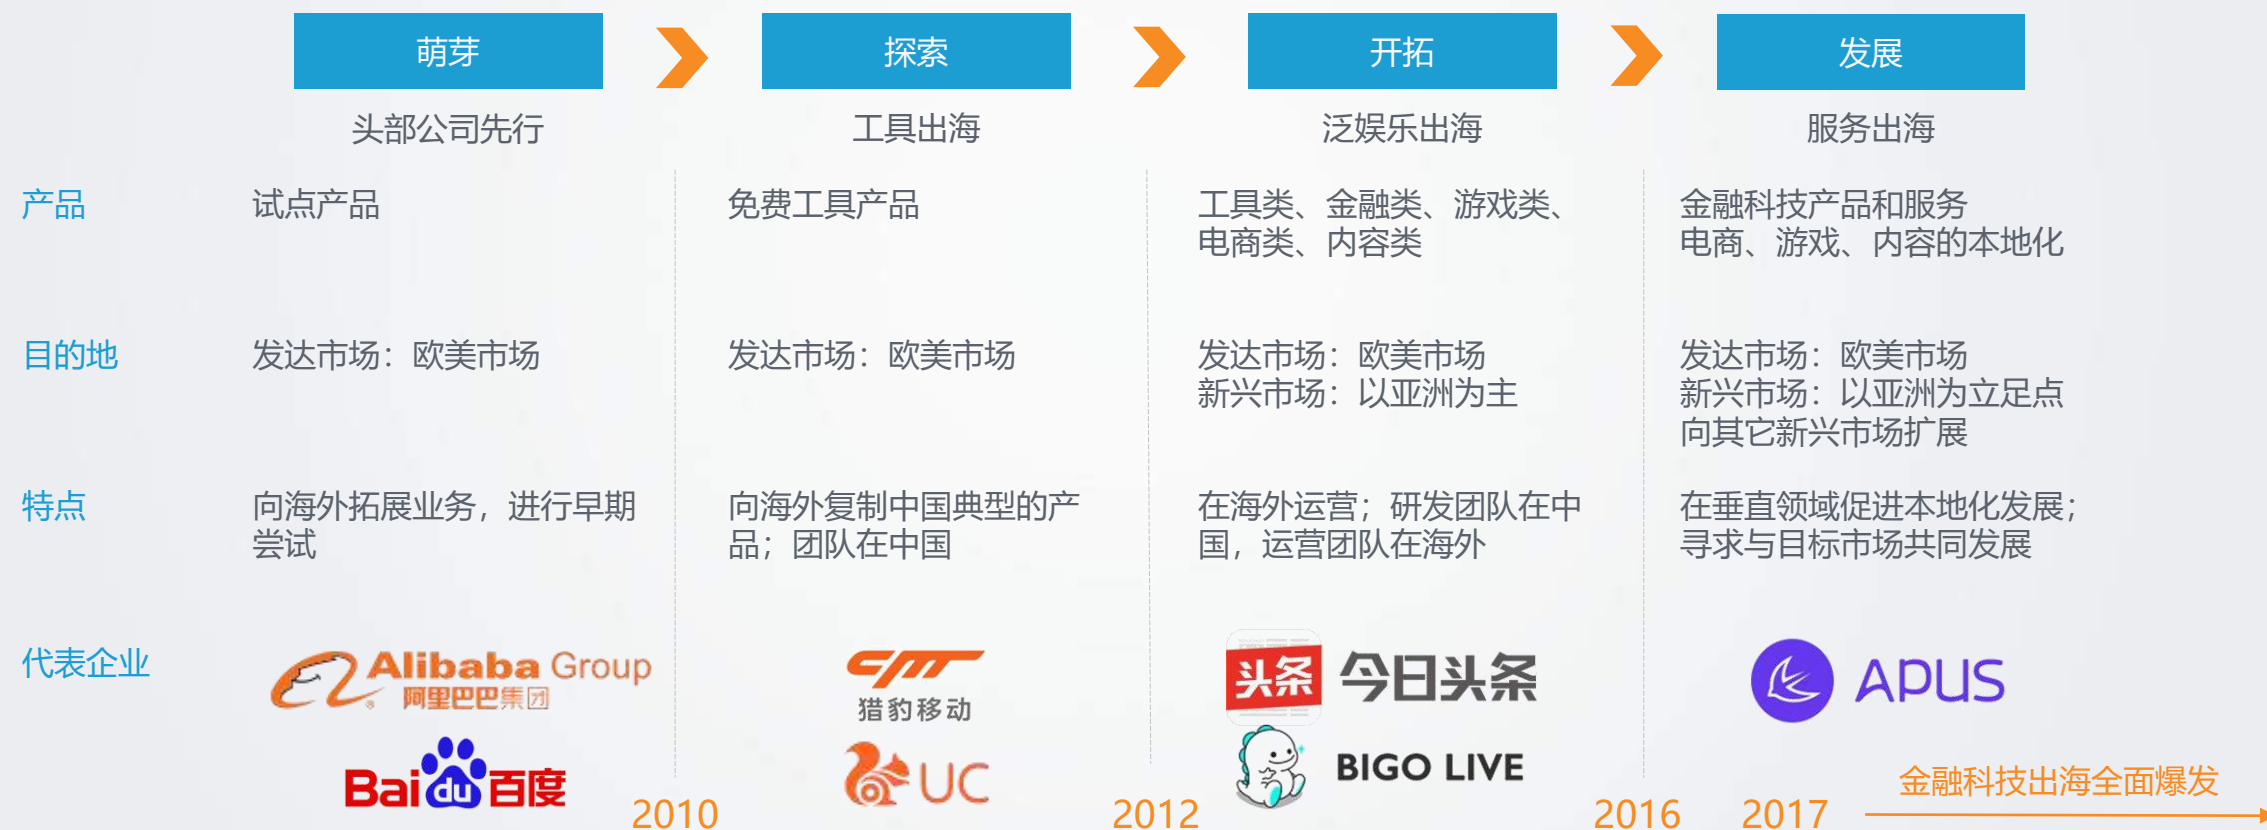 萌芽
探索
开拓
发展
头部公司先行
工具出海
泛娱乐出海
服务出海
产品
试点产品
免费工具产品
工具类、金融类、游戏类、
电商类、内容类
金融科技产品和服务
电商、游戏、内容的本地化
目的地
发达市场：欧美市场
发达市场：欧美市场
发达市场：欧美市场
新兴市场：以亚洲为主
发达市场：欧美市场
新兴市场：以亚洲为立足点
向其它新兴市场扩展
特点
向海外拓展业务，进行早期
尝试
向海外复制中国典型的产
品；团队在中国
在海外运营；研发团队在中
国，运营团队在海外
在垂直领域促进本地化发展；
寻求与目标市场共同发展
代表企业
Alibaba Group
阿里巴巴集团
Bai du 百度
CM
猎豹移动
UC
头条
今日头条
BIGO LIVE
APUS
2010
2012
2016
2017
金融科技出海全面爆发